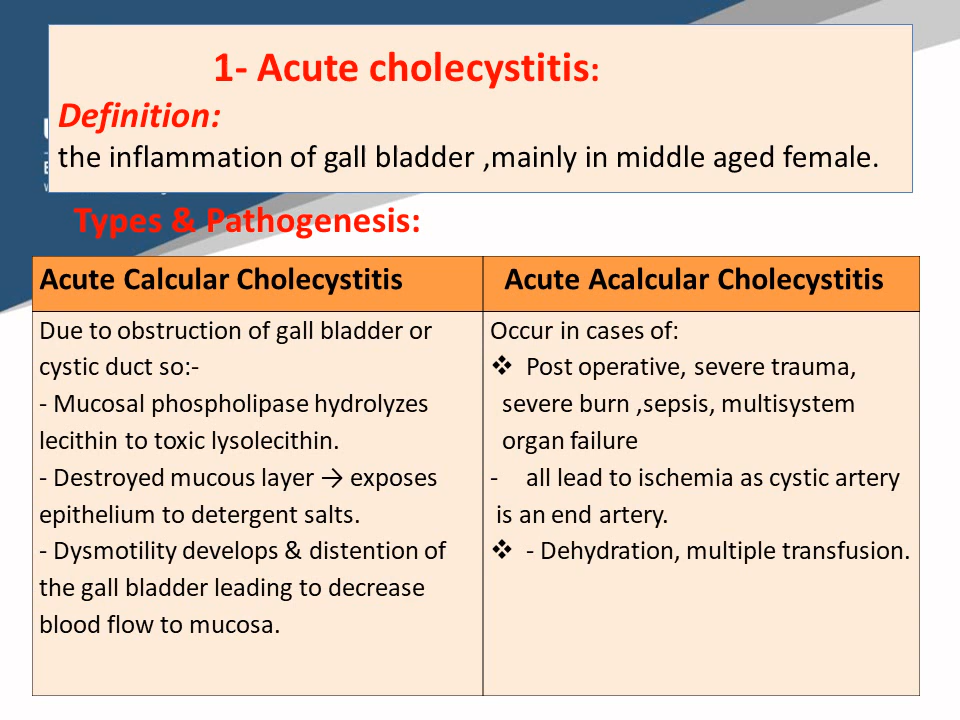 1- Acute cholecystitis:
Definition:
the inflammation of gall bladder ,mainly in middle aged female.
Types & Pathogenesis:
Acute Calcular Cholecystitis
Due to obstruction of gall bladder or
cystic duct so:-
- Mucosal phospholipase hydrolyzes
lecithin to toxic lysolecithin.
- Destroyed mucous layer → exposes
epithelium to detergent salts.
- Dysmotility develops & distention of
the gall bladder leading to decrease
blood flow to mucosa.
Acute Acalcular Cholecystitis
Occur in cases of:
❖ Post operative, severe trauma,
severe burn ,sepsis, multisystem
organ failure
- all lead to ischemia as cystic artery
is an end artery.
❖ - Dehydration, multiple transfusion.